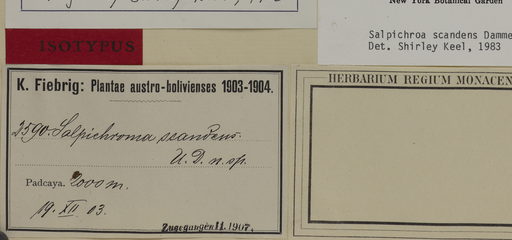 New York Botanical Garden
Salpichroa scandens Damme
Det. Shirley Keel, 1983
ISOTYPUS
HERBARIUM REGIUM MONACEN
K. Fiebrig: Plantae austro-bolivienses 1903-1904.
2590. Salpichroma scandens.
U. D. n. sp.
Padcaya. 2000 m.
19. XII 03.
Zugegangen 11. 1907.